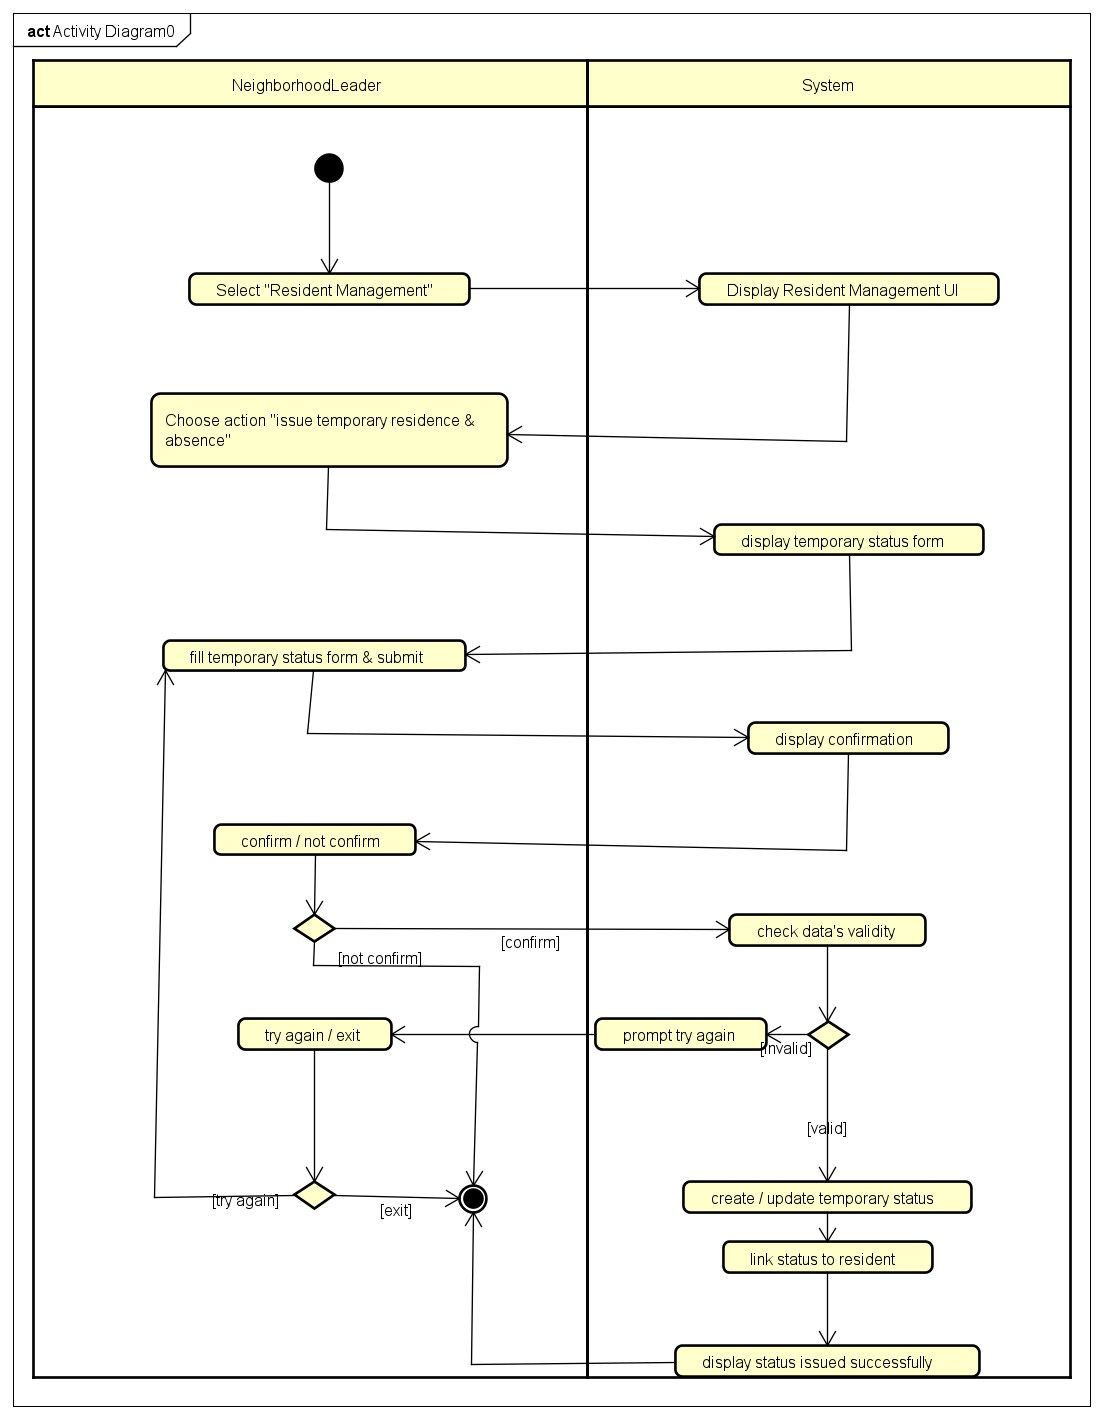 act Activity Diagram0
NeighborhoodLeader
System
Select "Resident Management"
Display Resident Management UI
Choose action "issue temporary residence &
absence"
display temporary status form
fill temporary status form & submit
display confirmation
confirm / not confirm
check data's validity
[confirm]
[not confirm]
try again / exit
prompt try again
[invalid]
[valid]
[try again]
[exit]
create / update temporary status
link status to resident
display status issued successfully